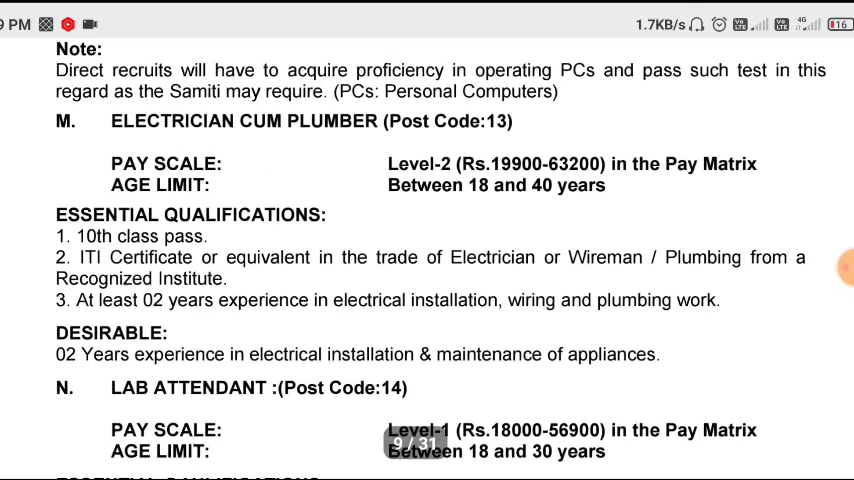 9 PM
1.7KB/s Vo LTE Vo LTE 4G 16
Note:
Direct recruits will have to acquire proficiency in operating PCs and pass such test in this
regard as the Samiti may require. (PCs: Personal Computers)
M. ELECTRICIAN CUM PLUMBER (Post Code:13)
PAY SCALE: Level-2 (Rs.19900-63200) in the Pay Matrix
AGE LIMIT: Between 18 and 40 years
ESSENTIAL QUALIFICATIONS:
1. 10th class pass.
2. ITI Certificate or equivalent in the trade of Electrician or Wireman / Plumbing from a
Recognized Institute.
3. At least 02 years experience in electrical installation, wiring and plumbing work.
DESIRABLE:
02 Years experience in electrical installation & maintenance of appliances.
N. LAB ATTENDANT :(Post Code:14)
PAY SCALE: Level-1 (Rs.18000-56900) in the Pay Matrix
9/31
AGE LIMIT: Between 18 and 30 years